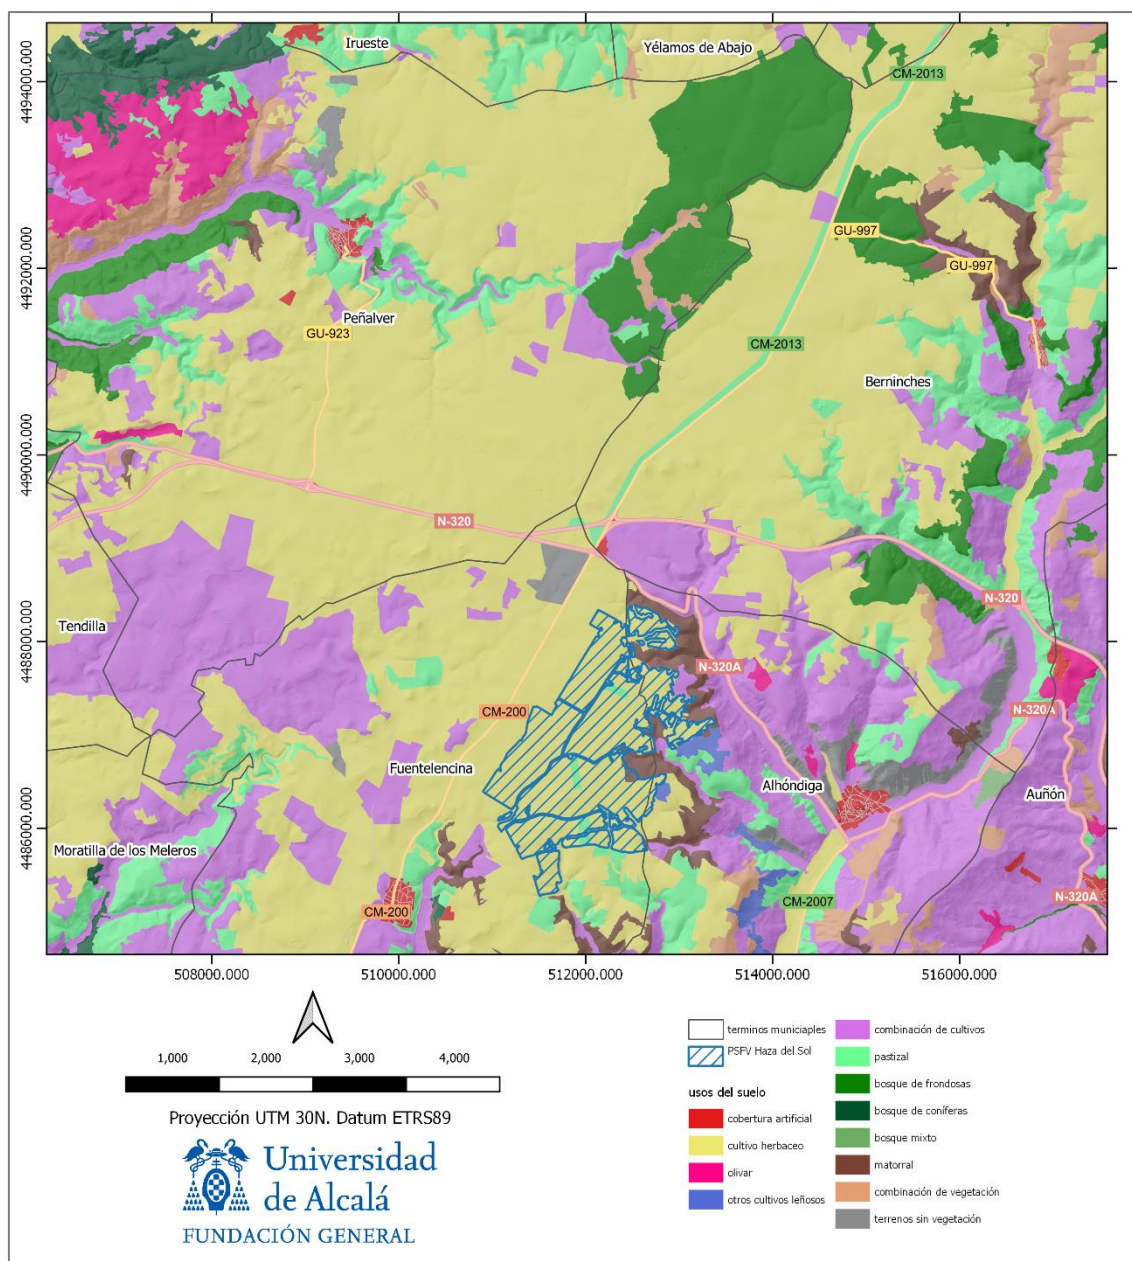 Irueste
Yélamos de Abajo
CM-2013
4494000.000
GU-997
4492000.000
GU-997
Peñalver
GU-923
CM-2013
Berninches
4490000.000
N-320
N-320
Tendilla
4488000.000
N-320A
CM-200
N-320A
Fuentelencina
Alhóndiga
Auñón
4486000.000
Moratilla de los Meleros
CM-200
CM-2007
N-320A
508000.000
510000.000
512000.000
514000.000
516000.000
1,000
2,000
3,000
4,000
Proyección UTM 30N. Datum ETRS89
Universidad
de Alcalá
FUNDACIÓN GENERAL
terminos municiaples
PSFV Haza del Sol
usos del suelo
cobertura artificial
cultivo herbaceo
olivar
otros cultivos leñosos
combinación de cultivos
pastizal
bosque de frondosas
bosque de coníferas
bosque mixto
matorral
combinación de vegetación
terrenos sin vegetación